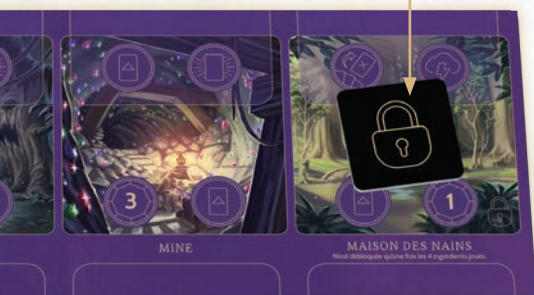 3
1
MINE
MAISON DES NAINS
N'est débloquée qu'une fois les 4 ingrédients joués.